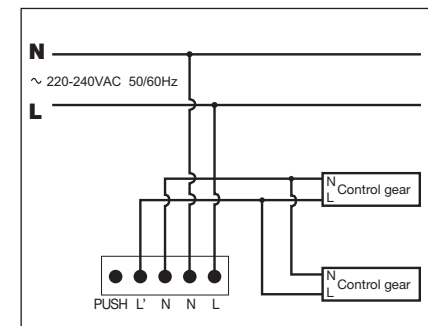 N
~ 220-240VAC 50/60Hz
L
N
L
Control gear
N
L
Control gear
PUSH L' N N L